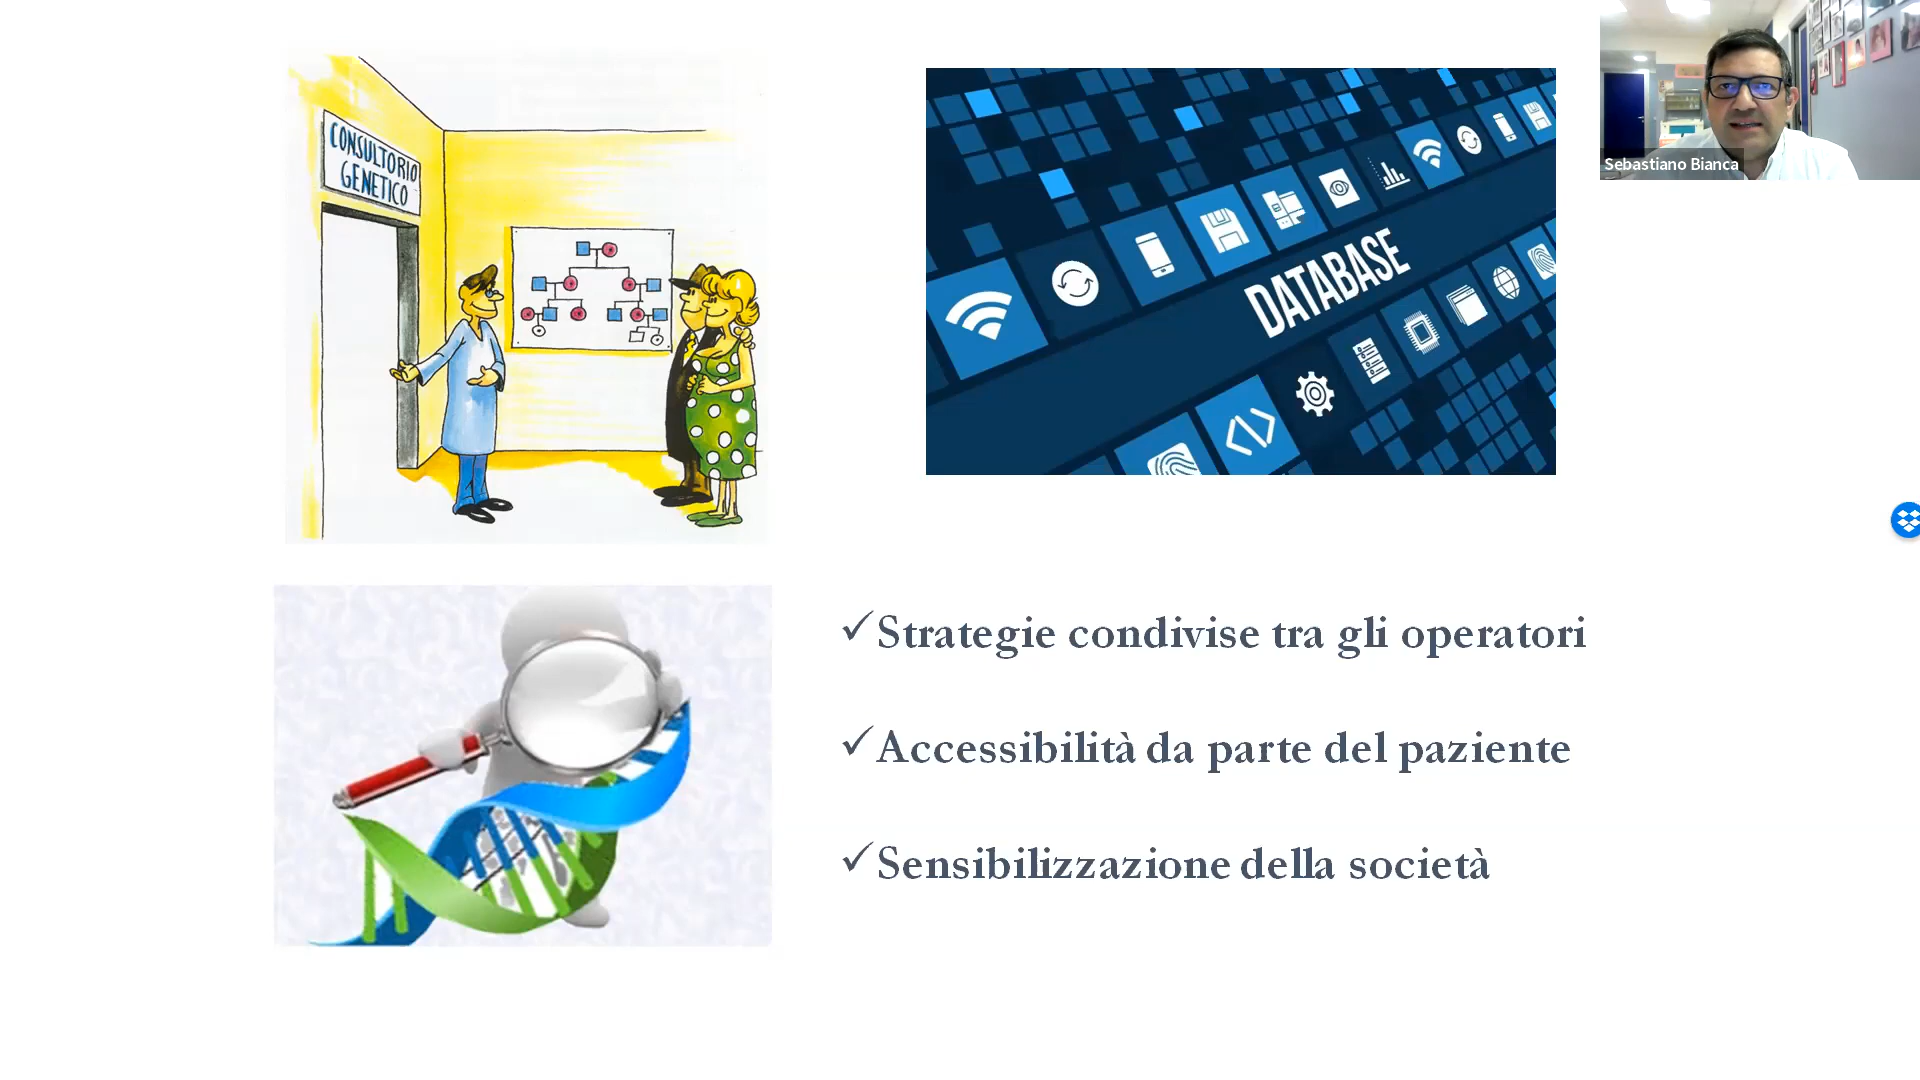 CONSULTORIO
GENETICO
DATABASE
Sebastiano Bianca
✓Strategie condivise tra gli operatori
✓Accessibilità da parte del paziente
✓Sensibilizzazione della società